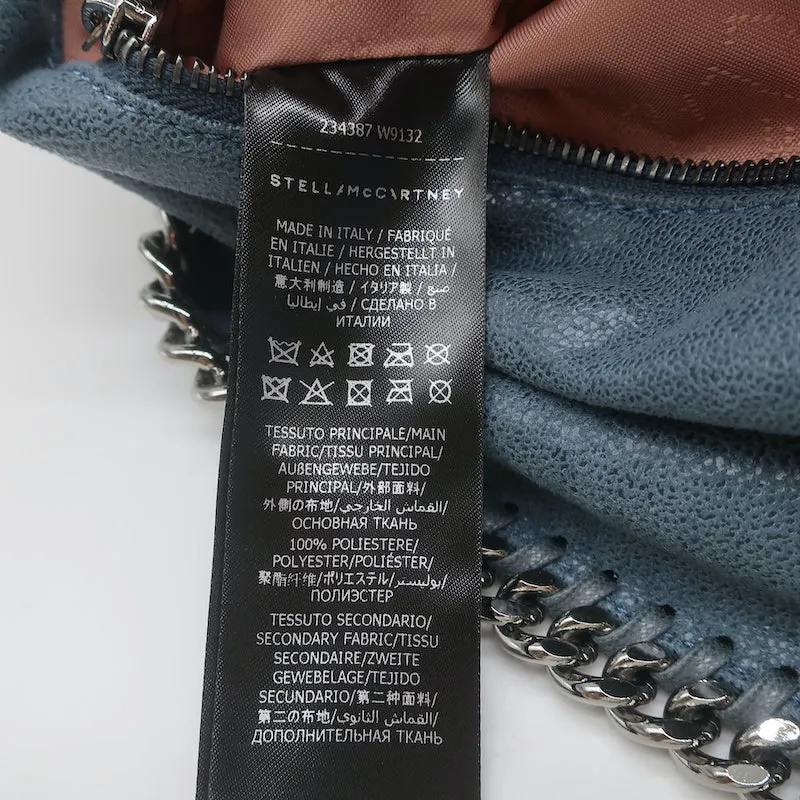 234387 W9132
STELLA McCARTNEY
MADE IN ITALY / FABRIQUÉ
EN ITALIE / HERGESTELLT IN
ITALIEN / HECHO EN ITALIA /
意大利制造 / イタリア製 / صنع
في إيطاليا / СДЕЛАНО В
ИТАЛИИ
TESSUTO PRINCIPALE/MAIN
FABRIC/TISSU PRINCIPAL/
AUßENGEWEBE/TEJIDO
PRINCIPAL/外部面料/
外側の布地/القماش الخارجي/
ОСНОВНАЯ ТКАНЬ
100% POLIESTERE/
POLYESTER/POLIÉSTER/
聚酯纤维/ポリエステル/بوليستر/
ПОЛИЭСТЕР
TESSUTO SECONDARIO/
SECONDARY FABRIC/TISSU
SECONDAIRE/ZWEITE
GEWEBELAGE/TEJIDO
SECUNDARIO/第二种面料/
第二の布地/القماش الثانوي/
ДОПОЛНИТЕЛЬНАЯ ТКАНЬ